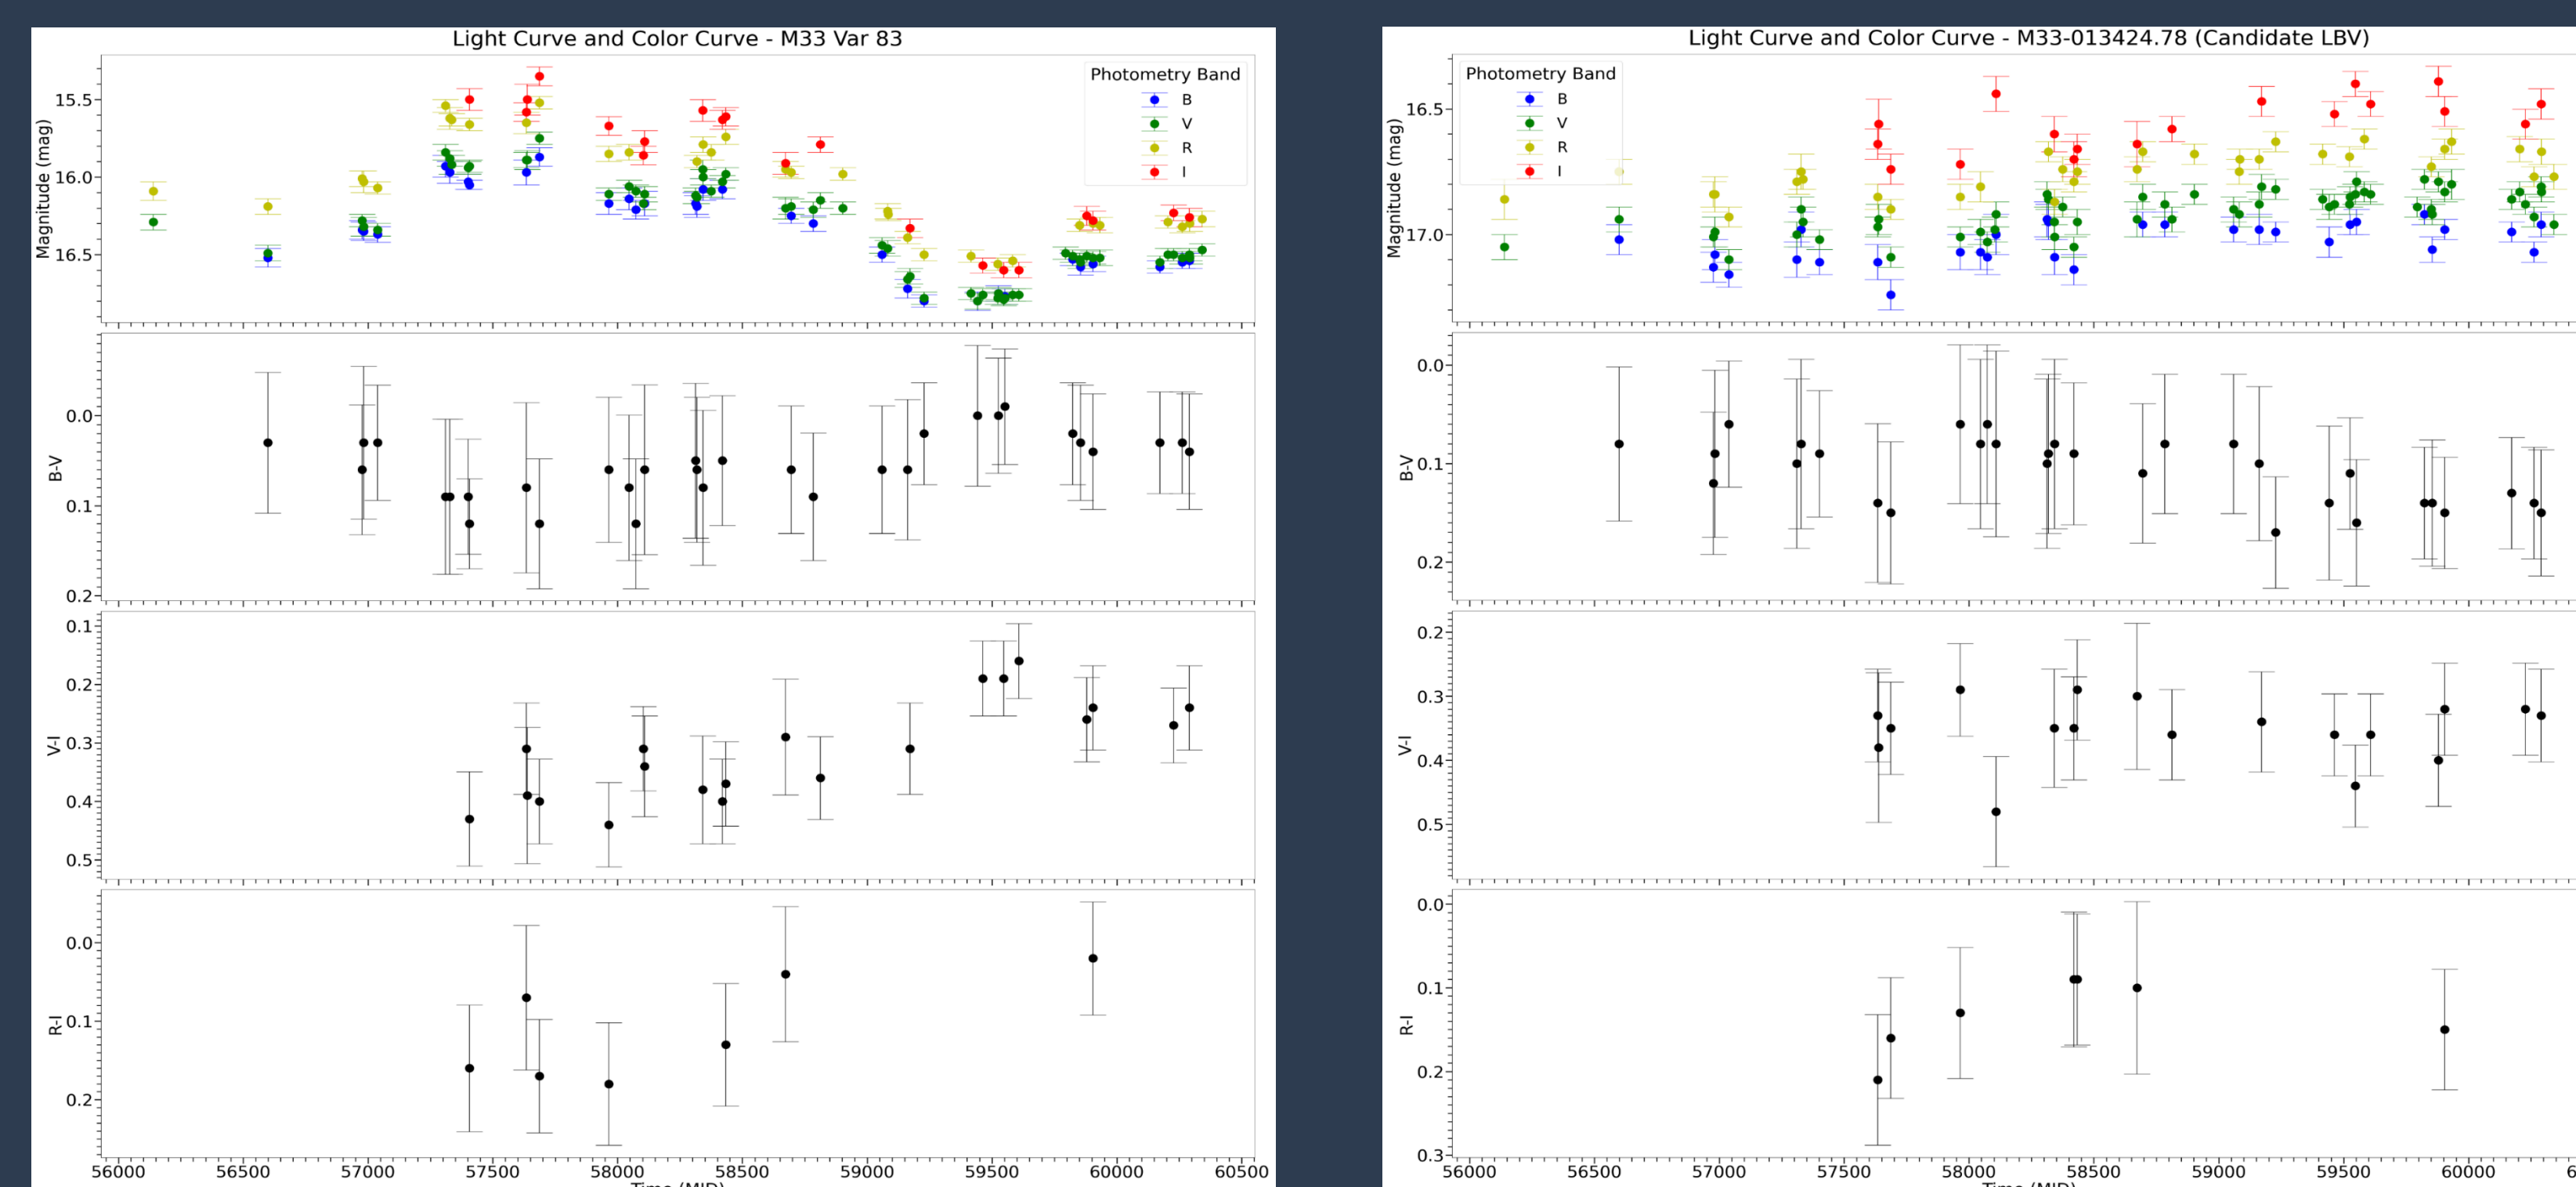 Light Curve and Color Curve - M33 Var 83
Photometry Band
B
V
R
I
Magnitude (mag)
15.5
16.0
16.5
B-V
0.0
0.1
0.2
V-I
0.1
0.2
0.3
0.4
0.5
R-I
0.0
0.1
0.2
56000 56500 57000 57500 58000 58500 59000 59500 60000 60500
Time (MJD)
Light Curve and Color Curve - M33-013424.78 (Candidate LBV)
Photometry Band
B
V
R
I
Magnitude (mag)
16.5
17.0
B-V
0.0
0.1
0.2
V-I
0.2
0.3
0.4
0.5
R-I
0.0
0.1
0.2
0.3
56000 56500 57000 57500 58000 58500 59000 59500 60000 6
Time (MJD)